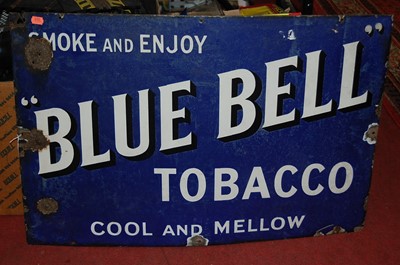 SMOKE AND ENJOY
"BLUE BELL"
TOBACCO
COOL AND MELLOW